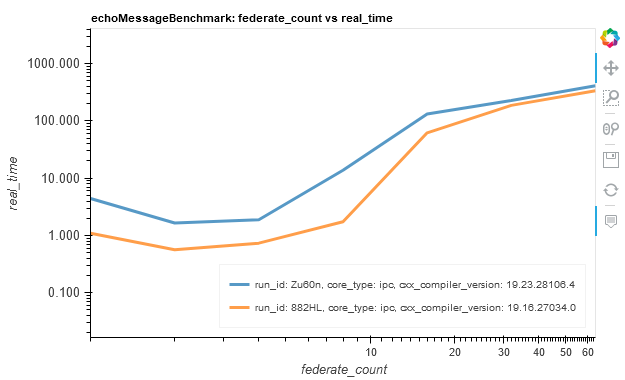 echoMessageBenchmark: federate_count vs real_time
1000.000
100.000
10.000
1.000
0.100
real_time
run_id: Zu60n, core_type: ipc, cxx_compiler_version: 19.23.28106.4
run_id: 882HL, core_type: ipc, cxx_compiler_version: 19.16.27034.0
10 20 30 40 50 60
federate_count